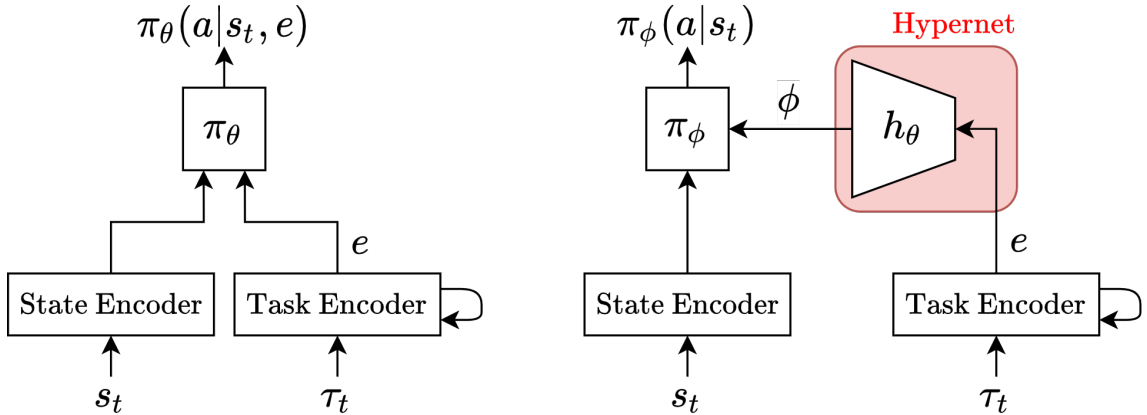 π_θ(a|s_t, e)
π_θ
e
State Encoder
Task Encoder
s_t
τ_t
π_ϕ(a|s_t)
Hypernet
π_ϕ
ϕ
h_θ
e
State Encoder
Task Encoder
s_t
τ_t